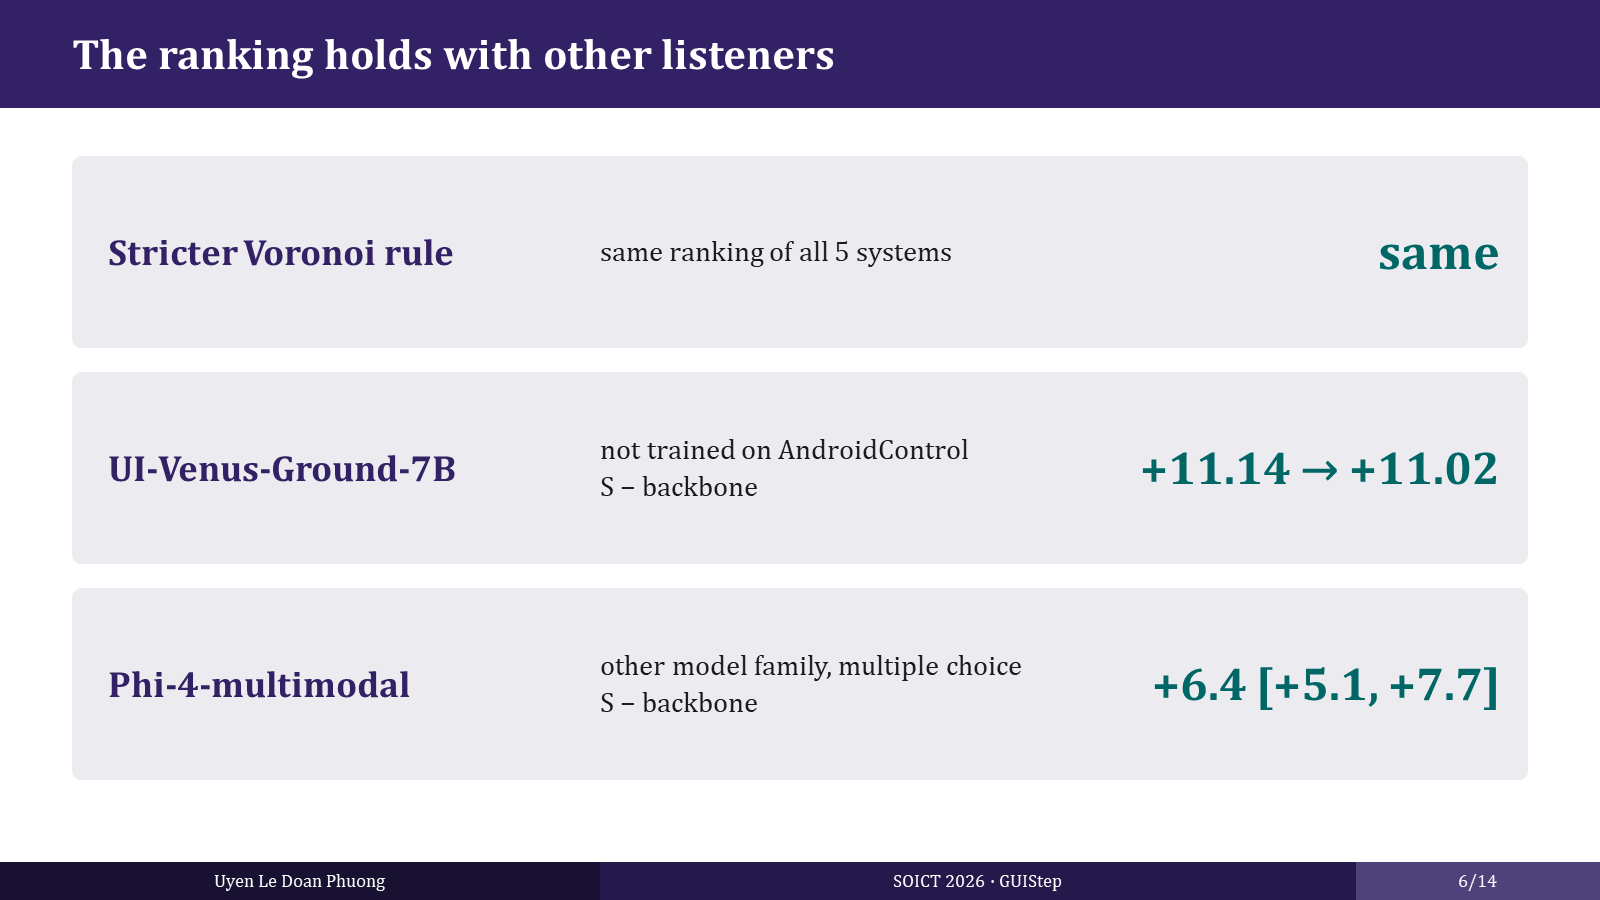 The ranking holds with other listeners
Stricter Voronoi rule
same ranking of all 5 systems
same
UI-Venus-Ground-7B
not trained on AndroidControl
S – backbone
+11.14 → +11.02
Phi-4-multimodal
other model family, multiple choice
S – backbone
+6.4 [+5.1, +7.7]
Uyen Le Doan Phuong
SOICT 2026 · GUIStep
6/14